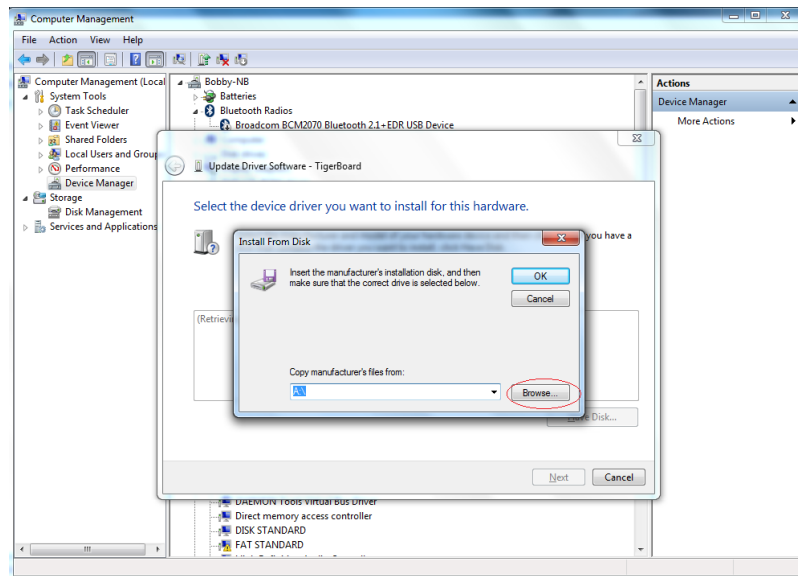 Computer Management
File Action View Help
Computer Management (Local
System Tools
Task Scheduler
Event Viewer
Shared Folders
Local Users and Group
Performance
Device Manager
Storage
Disk Management
Services and Applications
Bobby-NB
Batteries
Bluetooth Radios
Broadcom BCM2070 Bluetooth 2.1+EDR USB Device
Actions
Device Manager
More Actions
Update Driver Software - TigerBoard
Select the device driver you want to install for this hardware.
you have a
(Retrievi
Install From Disk
Insert the manufacturer's installation disk, and then
make sure that the correct drive is selected below.
OK
Cancel
Copy manufacturer's files from:
A:\
Browse...
Disk...
Next
Cancel
DAEMON Tools Virtual Bus Driver
Direct memory access controller
DISK STANDARD
FAT STANDARD